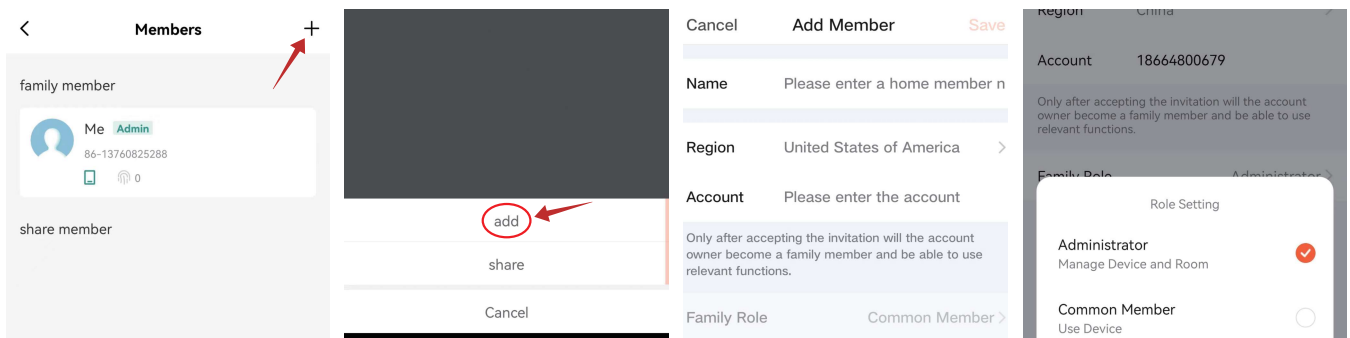 Members
family member
Me Admin
86-13760825288
0
share member
add
share
Cancel
Cancel Add Member Save
Name Please enter a home member n
Region United States of America
Account Please enter the account
Only after accepting the invitation will the account
owner become a family member and be able to use
relevant functions.
Family Role Common Member
Region China
Account 18664800679
Only after accepting the invitation will the account
owner become a family member and be able to use
relevant functions.
Family Role Administrator
Role Setting
Administrator
Manage Device and Room
Common Member
Use Device